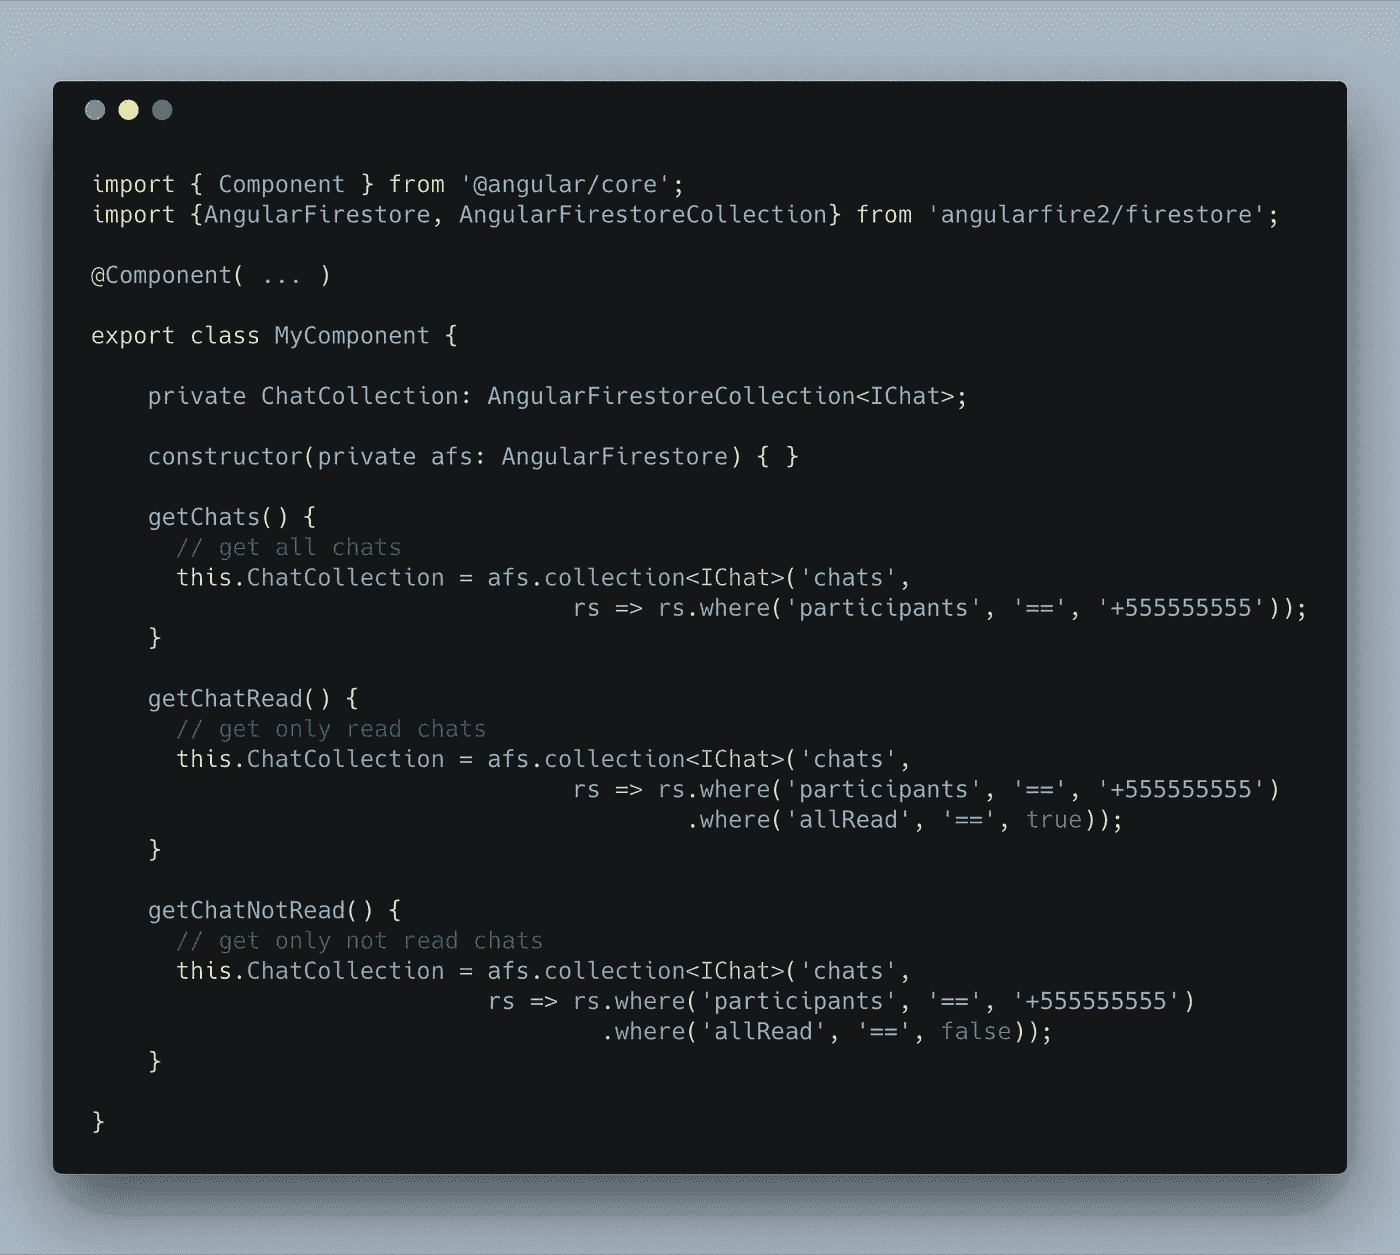 import { Component } from '@angular/core';
import {AngularFirestore, AngularFirestoreCollection} from 'angularfire2/firestore';
@Component( ... )
export class MyComponent {
private ChatCollection: AngularFirestoreCollection<IChat>;
constructor(private afs: AngularFirestore) { }
getChats() {
// get all chats
this.ChatCollection = afs.collection<IChat>('chats',
rs => rs.where('participants', '==', '+555555555'));
}
getChatRead() {
// get only read chats
this.ChatCollection = afs.collection<IChat>('chats',
rs => rs.where('participants', '==', '+555555555')
.where('allRead', '==', true));
}
getChatNotRead() {
// get only not read chats
this.ChatCollection = afs.collection<IChat>('chats',
rs => rs.where('participants', '==', '+555555555')
.where('allRead', '==', false));
}
}